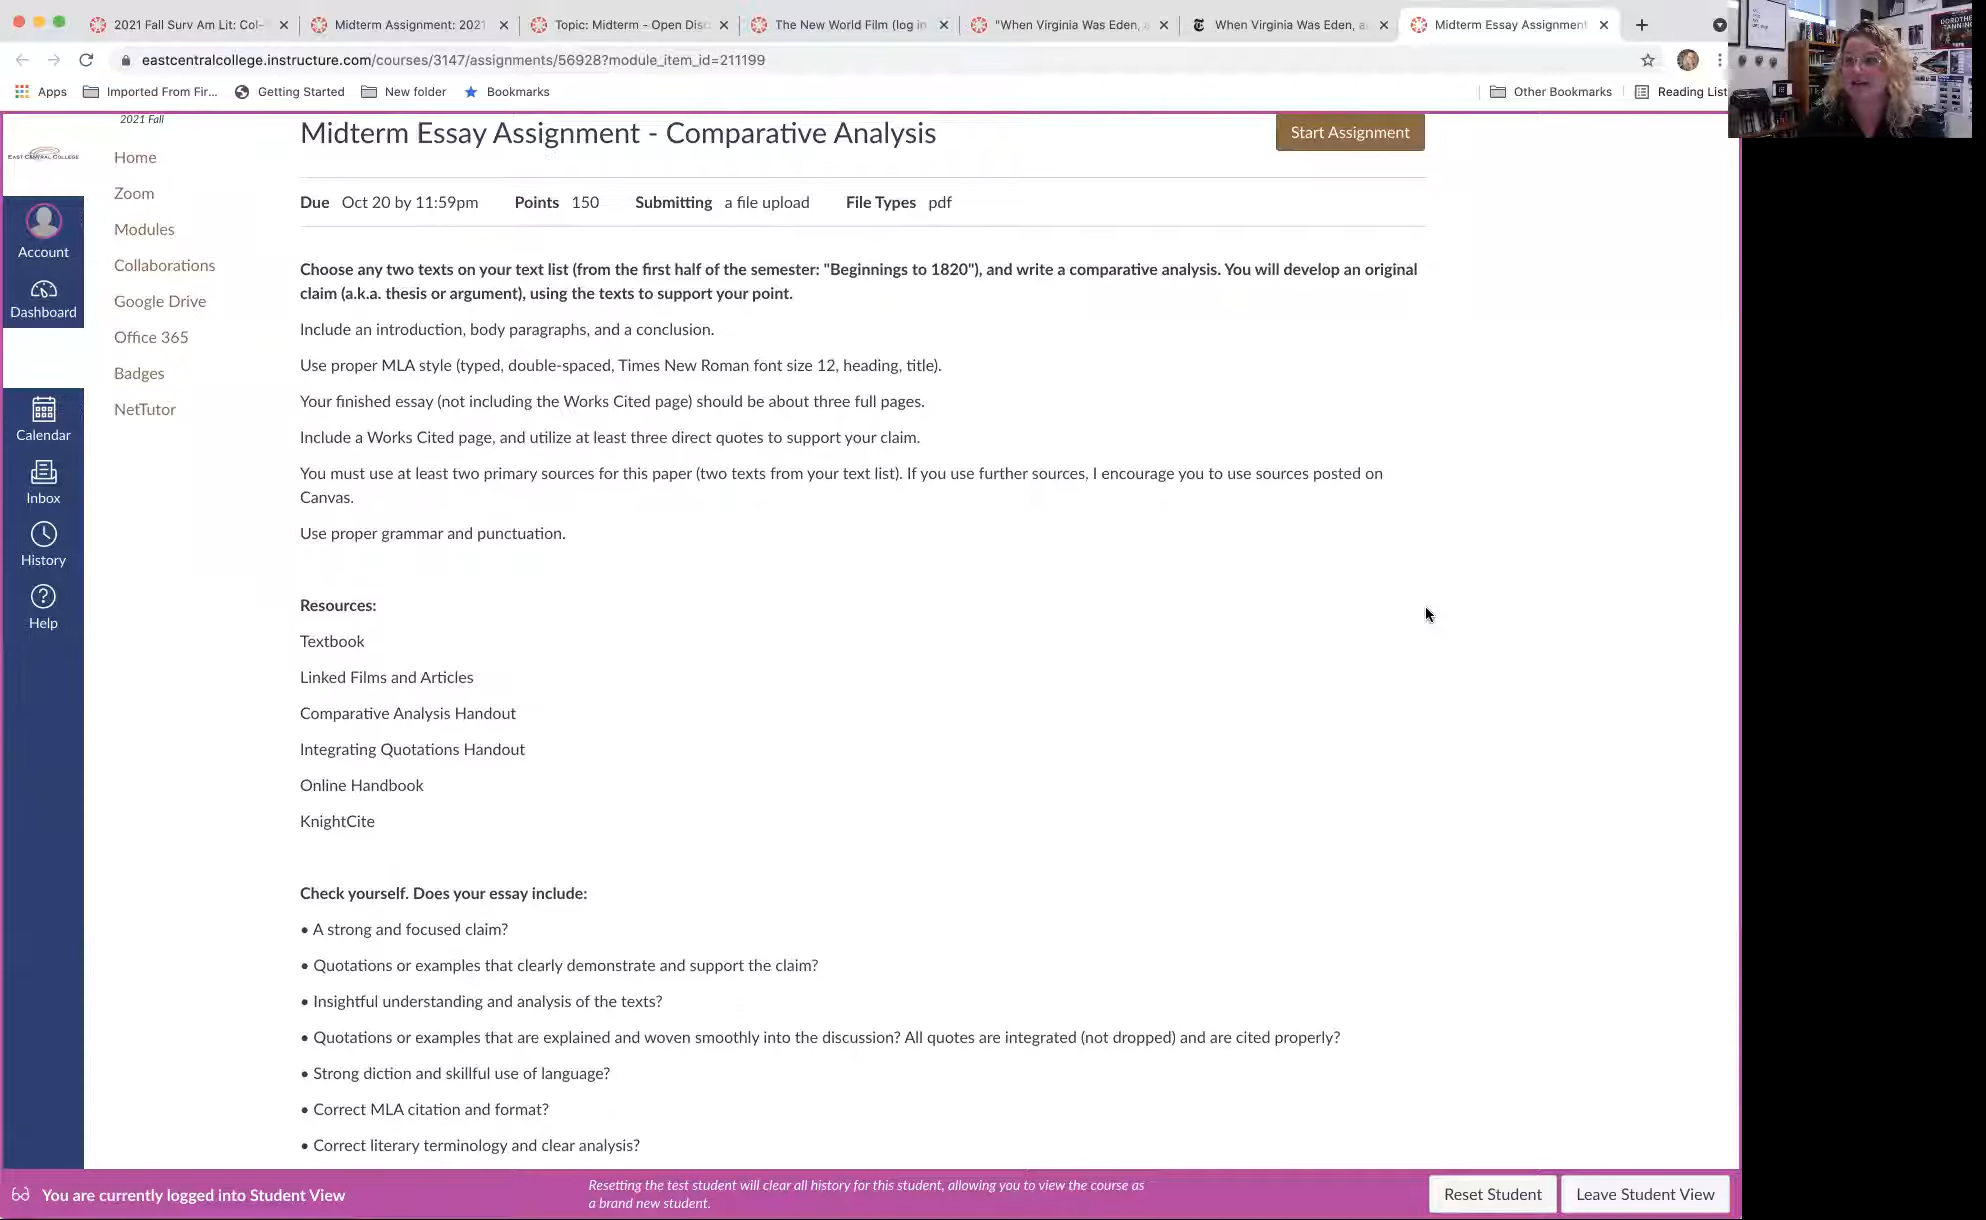 2021 Fall Surv Am Lit: Col-
Midterm Assignment: 2021
Topic: Midterm - Open Disc
The New World Film (log in
"When Virginia Was Eden, a
When Virginia Was Eden, a
Midterm Essay Assignment
eastcentralcollege.instructure.com/courses/3147/assignments/56928?module_item_id=211199
Apps
Imported From Fir...
Getting Started
New folder
Bookmarks
Other Bookmarks
Reading List
EAST CENTRAL COLLEGE
Account
Dashboard
Calendar
Inbox
History
Help
2021 Fall
Home
Zoom
Modules
Collaborations
Google Drive
Office 365
Badges
NetTutor
Midterm Essay Assignment - Comparative Analysis
Start Assignment
Due Oct 20 by 11:59pm Points 150 Submitting a file upload File Types pdf
Choose any two texts on your text list (from the first half of the semester: "Beginnings to 1820"), and write a comparative analysis. You will develop an original
claim (a.k.a. thesis or argument), using the texts to support your point.
Include an introduction, body paragraphs, and a conclusion.
Use proper MLA style (typed, double-spaced, Times New Roman font size 12, heading, title).
Your finished essay (not including the Works Cited page) should be about three full pages.
Include a Works Cited page, and utilize at least three direct quotes to support your claim.
You must use at least two primary sources for this paper (two texts from your text list). If you use further sources, I encourage you to use sources posted on
Canvas.
Use proper grammar and punctuation.
Resources:
Textbook
Linked Films and Articles
Comparative Analysis Handout
Integrating Quotations Handout
Online Handbook
KnightCite
Check yourself. Does your essay include:
• A strong and focused claim?
• Quotations or examples that clearly demonstrate and support the claim?
• Insightful understanding and analysis of the texts?
• Quotations or examples that are explained and woven smoothly into the discussion? All quotes are integrated (not dropped) and are cited properly?
• Strong diction and skillful use of language?
• Correct MLA citation and format?
• Correct literary terminology and clear analysis?
You are currently logged into Student View
Resetting the test student will clear all history for this student, allowing you to view the course as
a brand new student.
Reset Student
Leave Student View